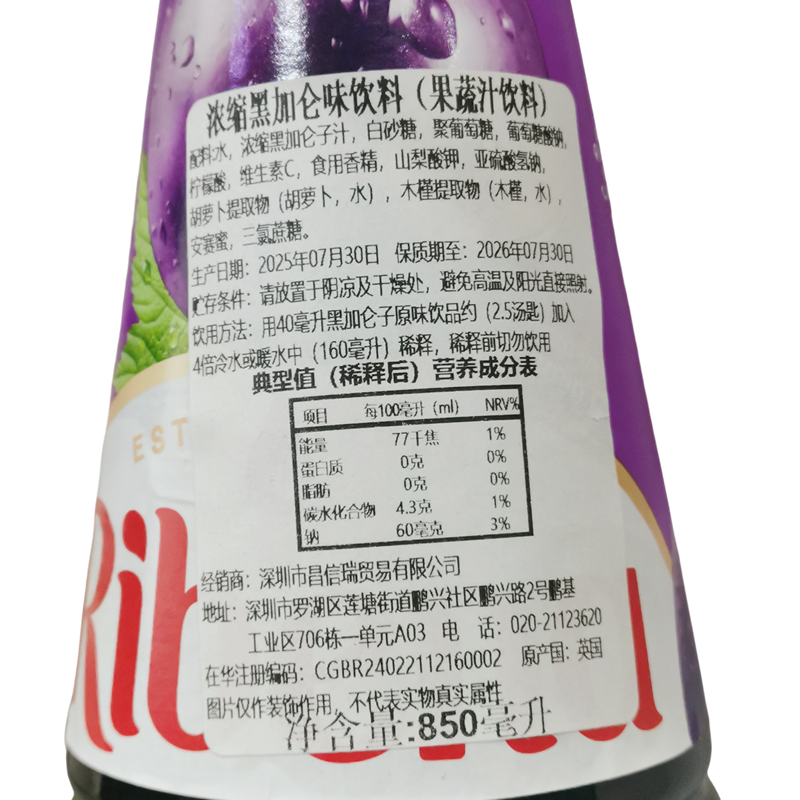 浓缩黑加仑味饮料（果蔬汁饮料）
配料:水，浓缩黑加仑子汁，白砂糖，聚葡萄糖，葡萄糖酸钠，
柠檬酸，维生素C，食用香精，山梨酸钾，亚硫酸氢钠，
胡萝卜提取物（胡萝卜，水），木槿提取物（木槿，水），
安赛蜜，三氯蔗糖。
生产日期：2025年07月30日 保质期至：2026年07月30日
贮存条件：请放置于阴凉及干燥处，避免高温及阳光直接照射。
饮用方法：用40毫升黑加仑子原味饮品约（2.5汤匙）加入
4倍冷水或暖水中（160毫升）稀释，稀释前切勿饮用
典型值（稀释后）营养成分表
项目 每100毫升（ml） NRV%
能量 77千焦 1%
蛋白质 0克 0%
脂肪 0克 0%
碳水化合物 4.3克 1%
钠 60毫克 3%
EST
经销商：深圳市昌信瑞贸易有限公司
地址：深圳市罗湖区莲塘街道鹏兴社区鹏兴路2号鹏基
工业区706栋一单元A03 电 话：020-21123620
在华注册编码：CGBR24022112160002 原产国：英国
图片仅作装饰作用，不代表实物真实属性
净含量:850毫升